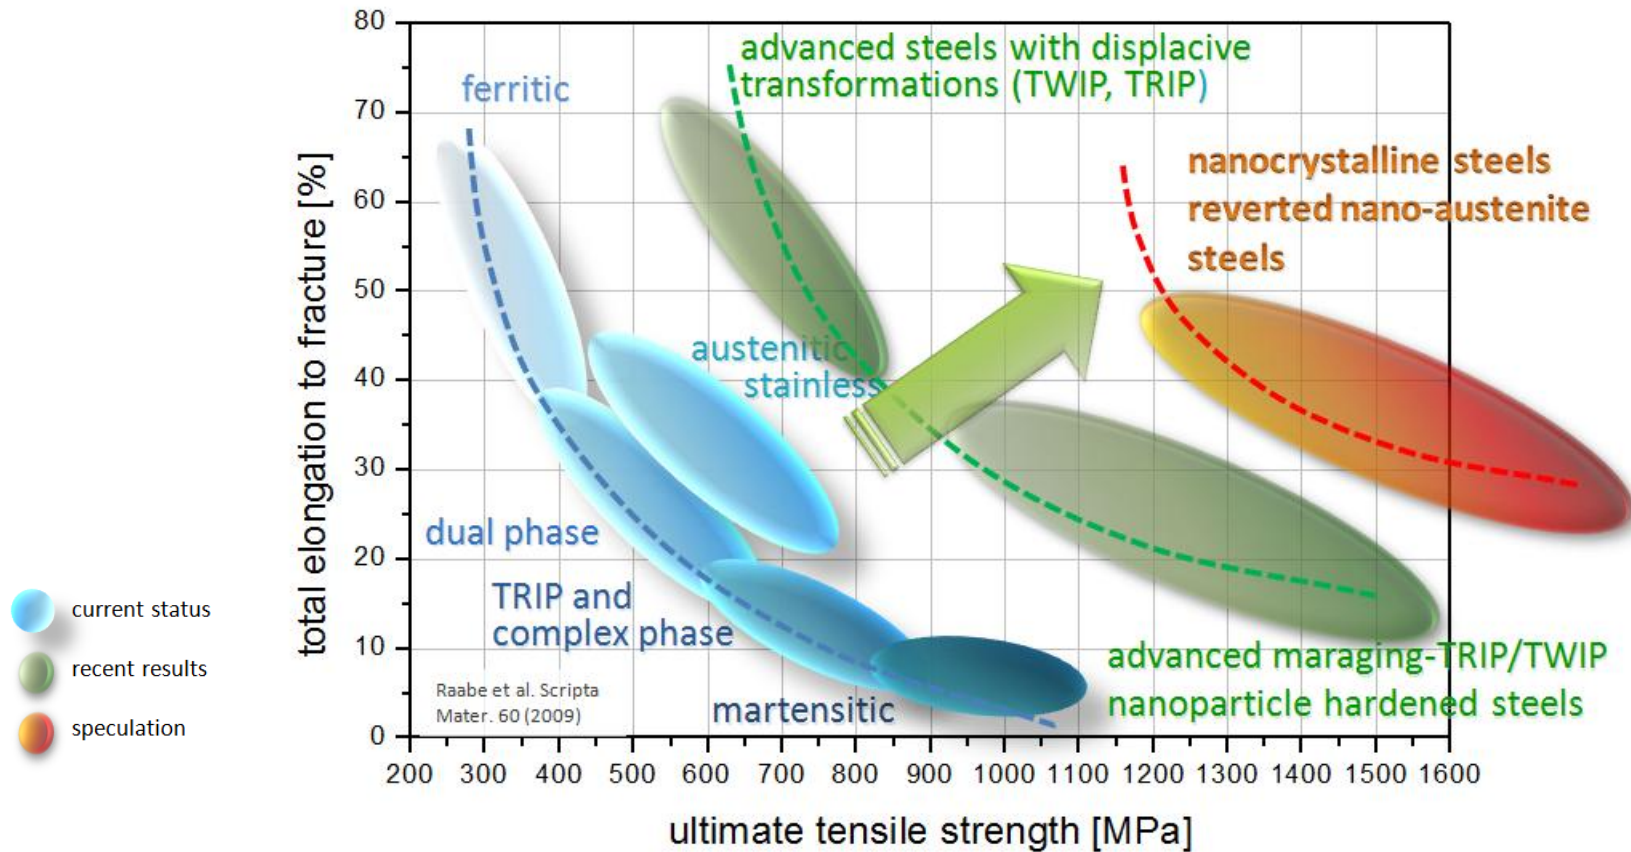 80
70
60
50
40
30
20
10
0
total elongation to fracture [%]
200 300 400 500 600 700 800 900 1000 1100 1200 1300 1400 1500 1600
ultimate tensile strength [MPa]
ferritic
advanced steels with displacive
transformations (TWIP, TRIP)
nanocrystalline steels
reverted nano-austenite
steels
austenitic
stainless
dual phase
TRIP and
complex phase
martensitic
advanced maraging-TRIP/TWIP
nanoparticle hardened steels
Raabe et al. Scripta
Mater. 60 (2009)
current status
recent results
speculation